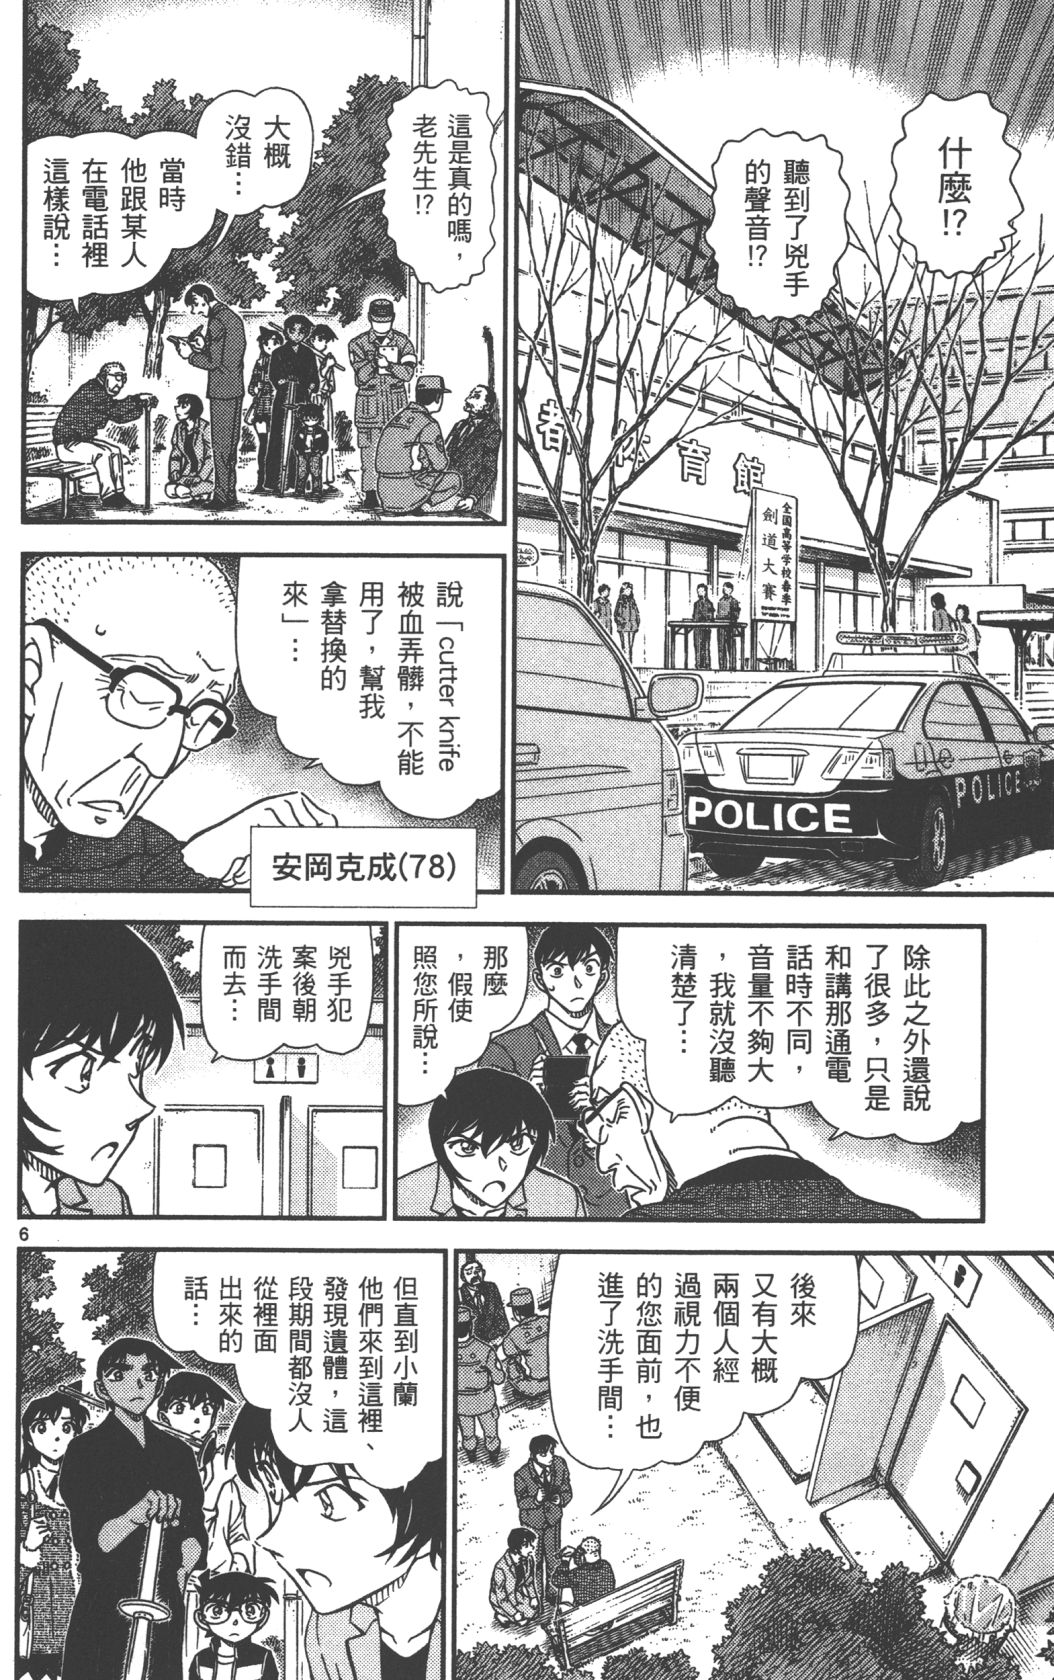 什麼!?
聽到了兇手
的聲音!?
都体育館
全国高等学校春季
劍道大賽
POLICE
POLICE
這是真的嗎，
老先生!?
大概
沒錯…
當時
他跟某人
在電話裡
這樣說…
說「cutter knife
被血弄髒，不能
用了，幫我
拿替換的
來」…
安岡克成(78)
除此之外還說
了很多，只是
和講那通電
話時不同，
音量不夠大
，我就沒聽
清楚了…
那麼
，假使
照您所說…
兇手犯
案後朝
洗手間
而去…
6
後來
又有大概
兩個人經
過視力不便
的您面前，也
進了洗手間…
但直到小蘭
他們來到這裡、
發現遺體，這
段期間都沒人
從裡面
出來的
話…